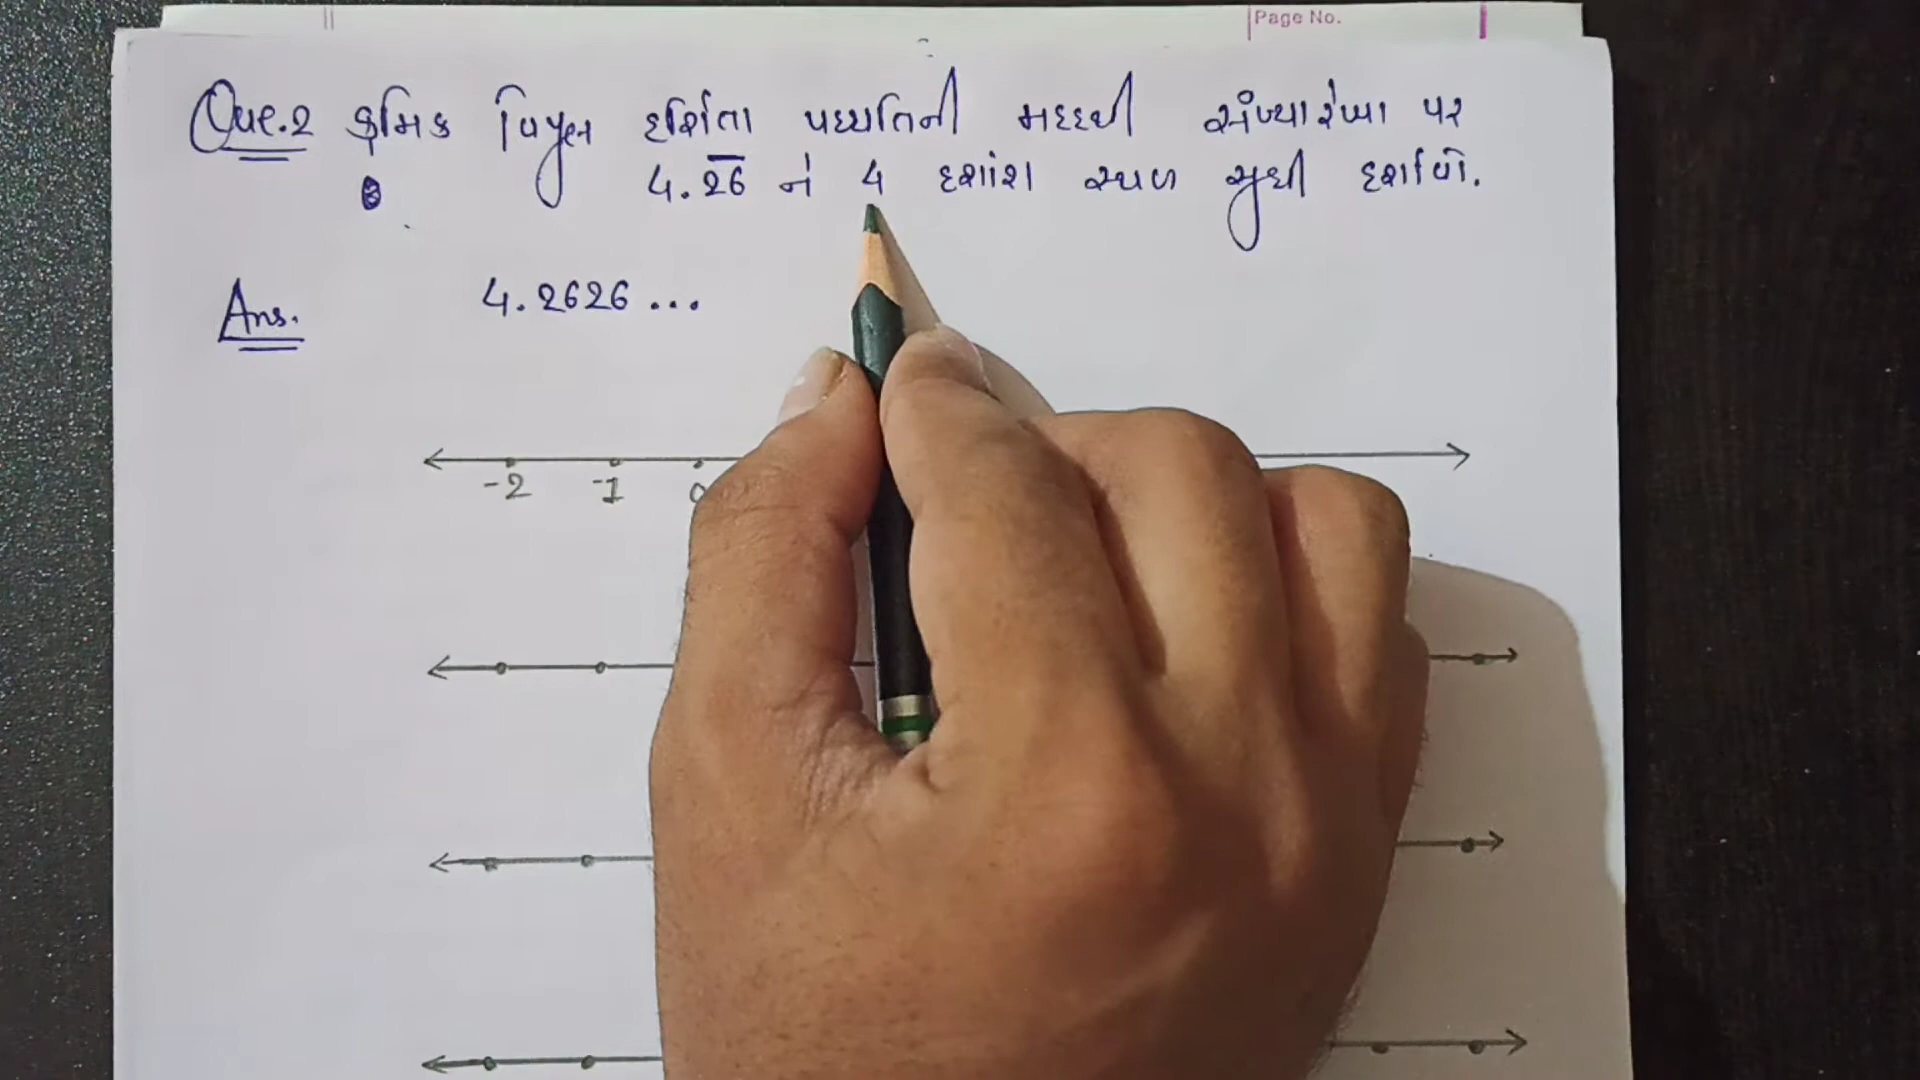 Page No.
Que.2 ક્રમિક વિપુલ દર્શિતા પધ્ધતિની મદદથી સંખ્યારેખા પર
4.2̅6̅ ને 4 દશાંશ સ્થળ સુધી દર્શાવો.
Ans. 4.2626...
-2 -1 0